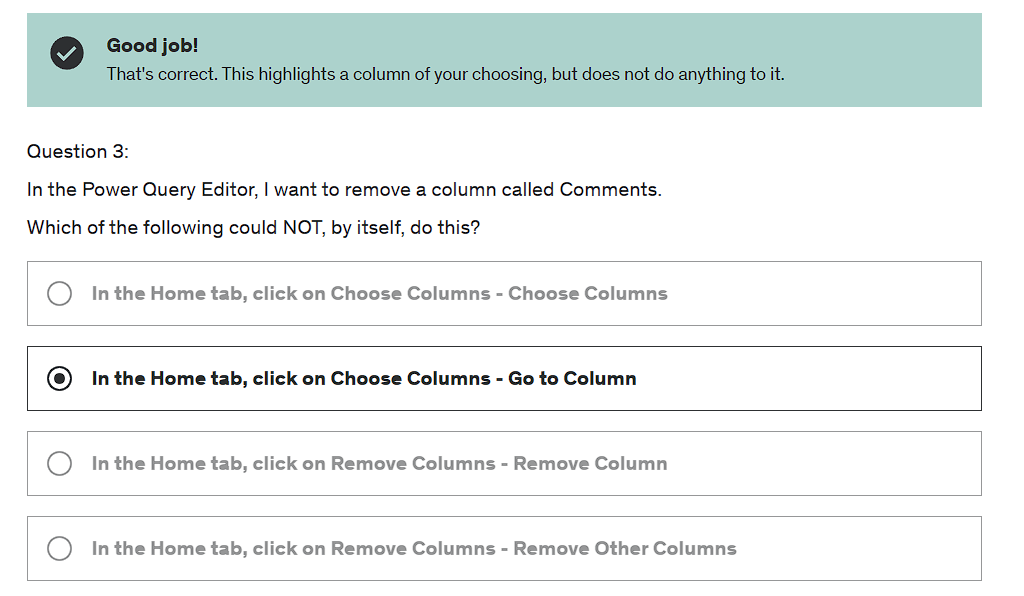 Good job!
That's correct. This highlights a column of your choosing, but does not do anything to it.
Question 3:
In the Power Query Editor, I want to remove a column called Comments.
Which of the following could NOT, by itself, do this?
In the Home tab, click on Choose Columns - Choose Columns
In the Home tab, click on Choose Columns - Go to Column
In the Home tab, click on Remove Columns - Remove Column
In the Home tab, click on Remove Columns - Remove Other Columns